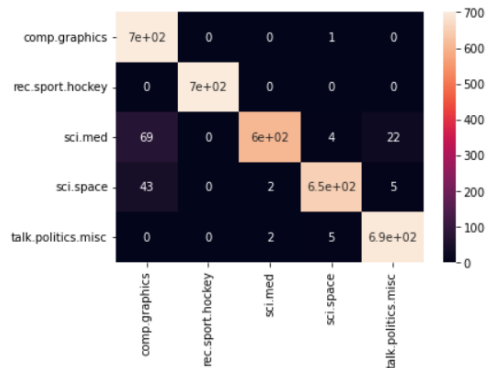 700
comp.graphics 7e+02 0 0 1 0
600
rec.sport.hockey 0 7e+02 0 0 0
500
400
sci.med 69 0 6e+02 4 22
300
sci.space 43 0 2 6.5e+02 5
200
100
talk.politics.misc 0 0 2 5 6.9e+02
0
comp.graphics
rec.sport.hockey
sci.med
sci.space
talk.politics.misc